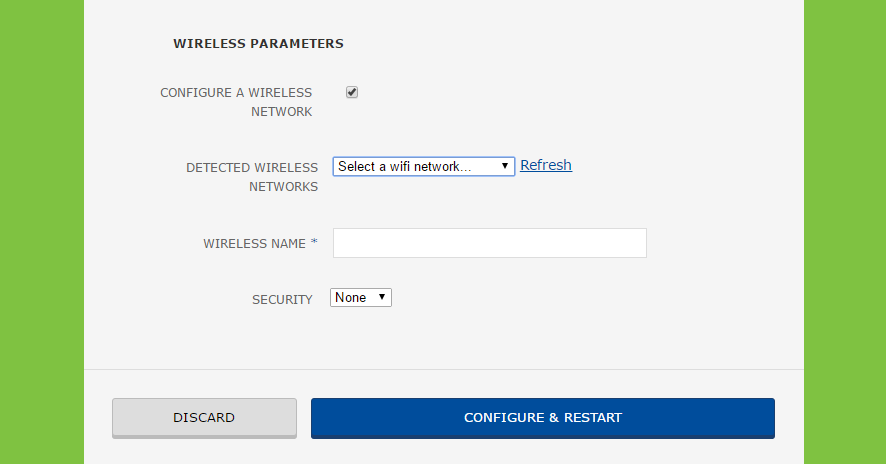 WIRELESS PARAMETERS
CONFIGURE A WIRELESS
NETWORK
DETECTED WIRELESS
NETWORKS
Select a wifi network...
Refresh
WIRELESS NAME *
SECURITY
None
DISCARD
CONFIGURE & RESTART